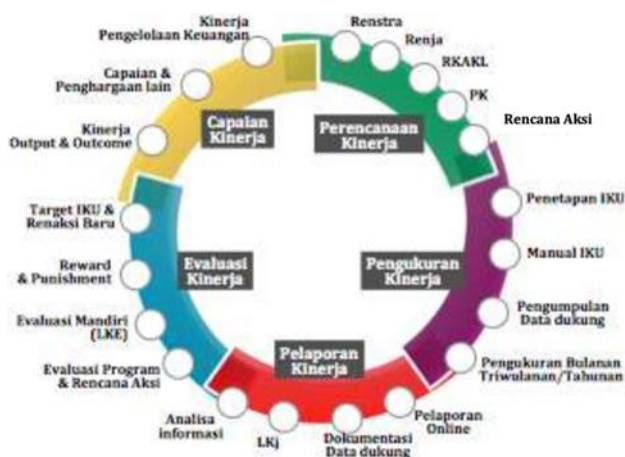 Kinerja
Pengelolaan Keuangan
Capaian &
Penghargaan lain
Kinerja
Output & Outcome
Capaian
Kinerja
Renstra
Renja
RKAKL
PK
Rencana Aksi
Perencanaan
Kinerja
Penetapan IKU
Manual IKU
Pengumpulan
Data dukung
Pengukuran Bulanan
Triwulanan/Tahunan
Pengukuran
Kinerja
Pelaporan
Online
Dokumentasi
Data dukung
LKj
Analisa
informasi
Pelaporan
Kinerja
Evaluasi Program
& Rencana Aksi
Evaluasi Mandiri
(LKE)
Reward
& Punishment
Target IKU &
Renaksi Baru
Evaluasi
Kinerja